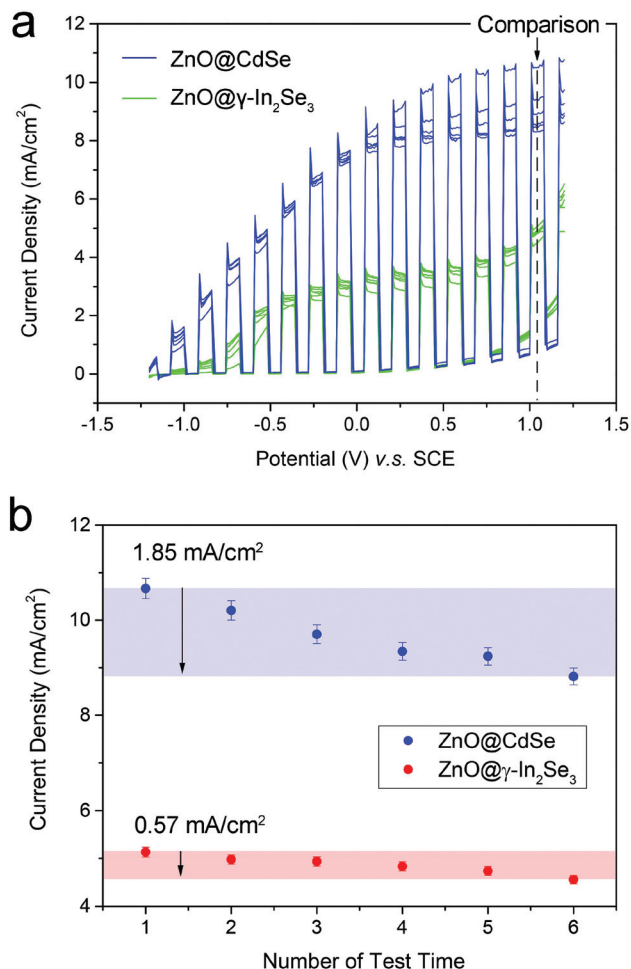 a
Comparison
ZnO@CdSe
ZnO@γ-In₂Se₃
12
10
8
6
4
2
0
Current Density (mA/cm²)
-1.5 -1.0 -0.5 0.0 0.5 1.0 1.5
Potential (V) v.s. SCE
b
12
10
8
6
4
Current Density (mA/cm²)
1.85 mA/cm²
ZnO@CdSe
ZnO@γ-In₂Se₃
0.57 mA/cm²
1 2 3 4 5 6
Number of Test Time